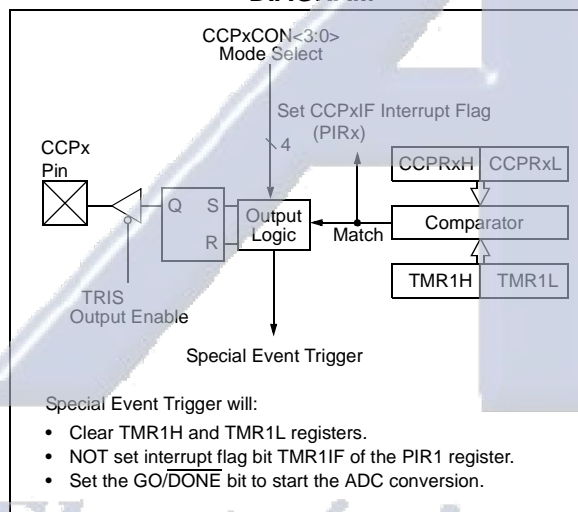 CCPxCON<3:0>
Mode Select
Set CCPxIF Interrupt Flag
(PIRx)
4
CCPx
Pin
CCPRxH CCPRxL
Q S
R
Output
Logic
Match
Comparator
TRIS
Output Enable
TMR1H TMR1L
Special Event Trigger
Special Event Trigger will:
• Clear TMR1H and TMR1L registers.
• NOT set interrupt flag bit TMR1IF of the PIR1 register.
• Set the GO/DONE bit to start the ADC conversion.